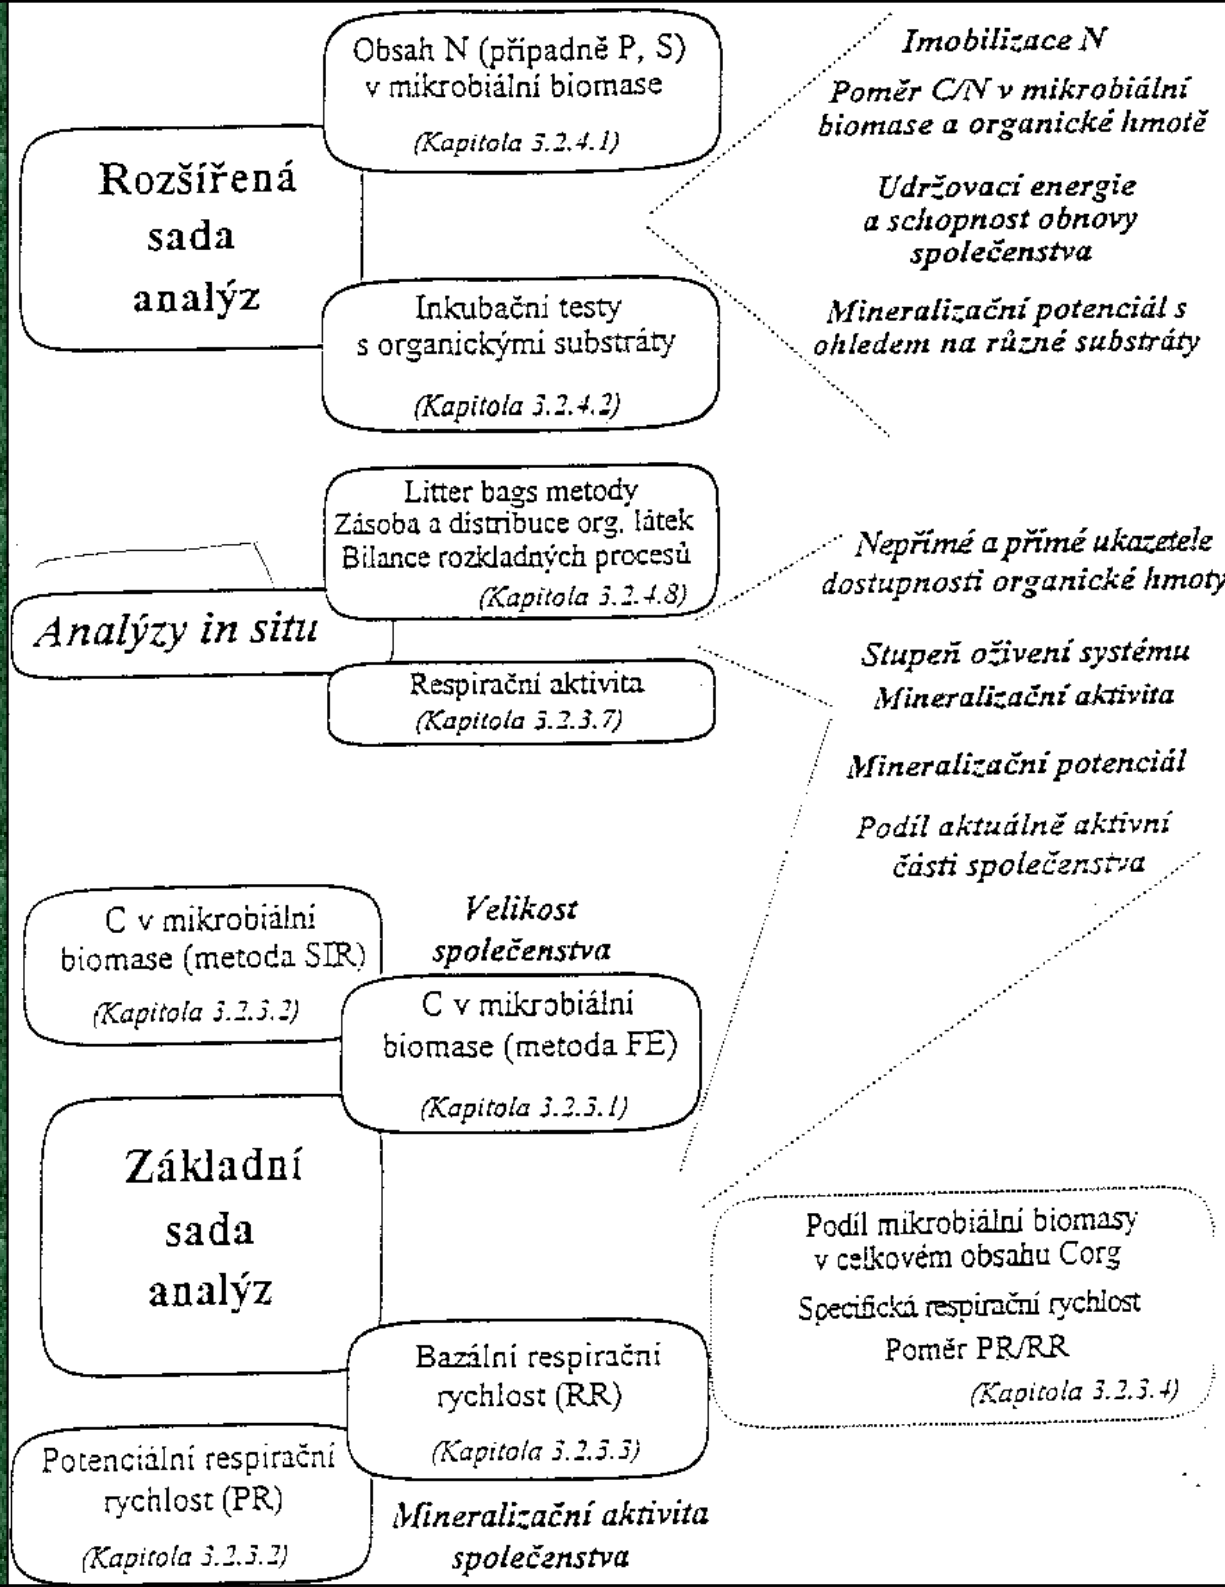 Obsah N (případně P, S)
v mikrobiální biomase
(Kapitola 3.2.4.1)
Rozšířená
sada
analýz
Inkubační testy
s organickými substráty
(Kapitola 3.2.4.2)
Imobilizace N
Poměr C/N v mikrobiální
biomase a organické hmotě
Udržovací energie
a schopnost obnovy
společenstva
Mineralizační potenciál s
ohledem na různé substráty
Litter bags metody
Zásoba a distribuce org. látek
Bilance rozkladných procesů
(Kapitola 3.2.4.8)
Analýzy in situ
Respirační aktivita
(Kapitola 3.2.3.7)
Nepřímé a přímé ukazetele
dostupnosti organické hmoty
Stupeň oživení systému
Mineralizační aktivita
Mineralizační potenciál
Podíl aktuálně aktivní
části společenstva
C v mikrobiální
biomase (metoda SIR)
(Kapitola 3.2.3.2)
Velikost
společenstva
C v mikrobiální
biomase (metoda FE)
(Kapitola 3.2.3.1)
Základní
sada
analýz
Podíl mikrobiální biomasy
v celkovém obsahu Corg
Specifická respirační rychlost
Poměr PR/RR
(Kapitola 3.2.3.4)
Bazální respirační
rychlost (RR)
(Kapitola 3.2.3.3)
Potenciální respirační
rychlost (PR)
(Kapitola 3.2.3.2)
Mineralizační aktivita
společenstva